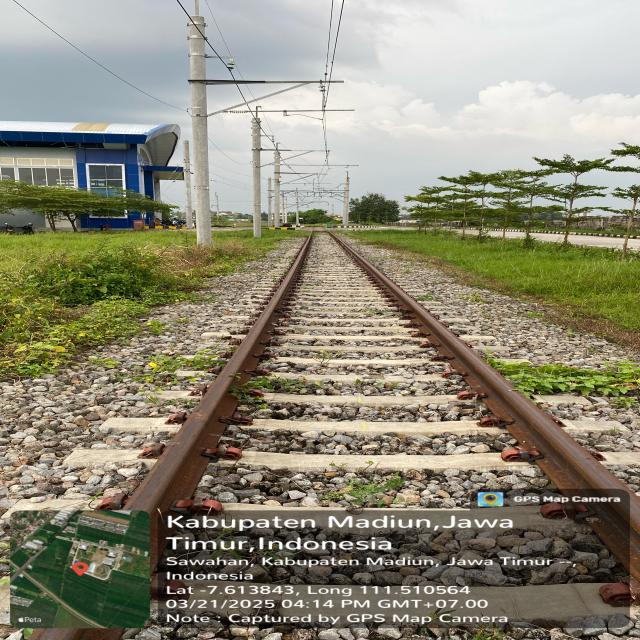 GPS Map Camera
Kabupaten Madiun,Jawa
Timur,Indonesia
Sawahan, Kabupaten Madiun, Jawa Timur --,
Indonesia
Lat -7.613843, Long 111.510564
03/21/2025 04:14 PM GMT+07.00
Note : Captured by GPS Map Camera
Peta